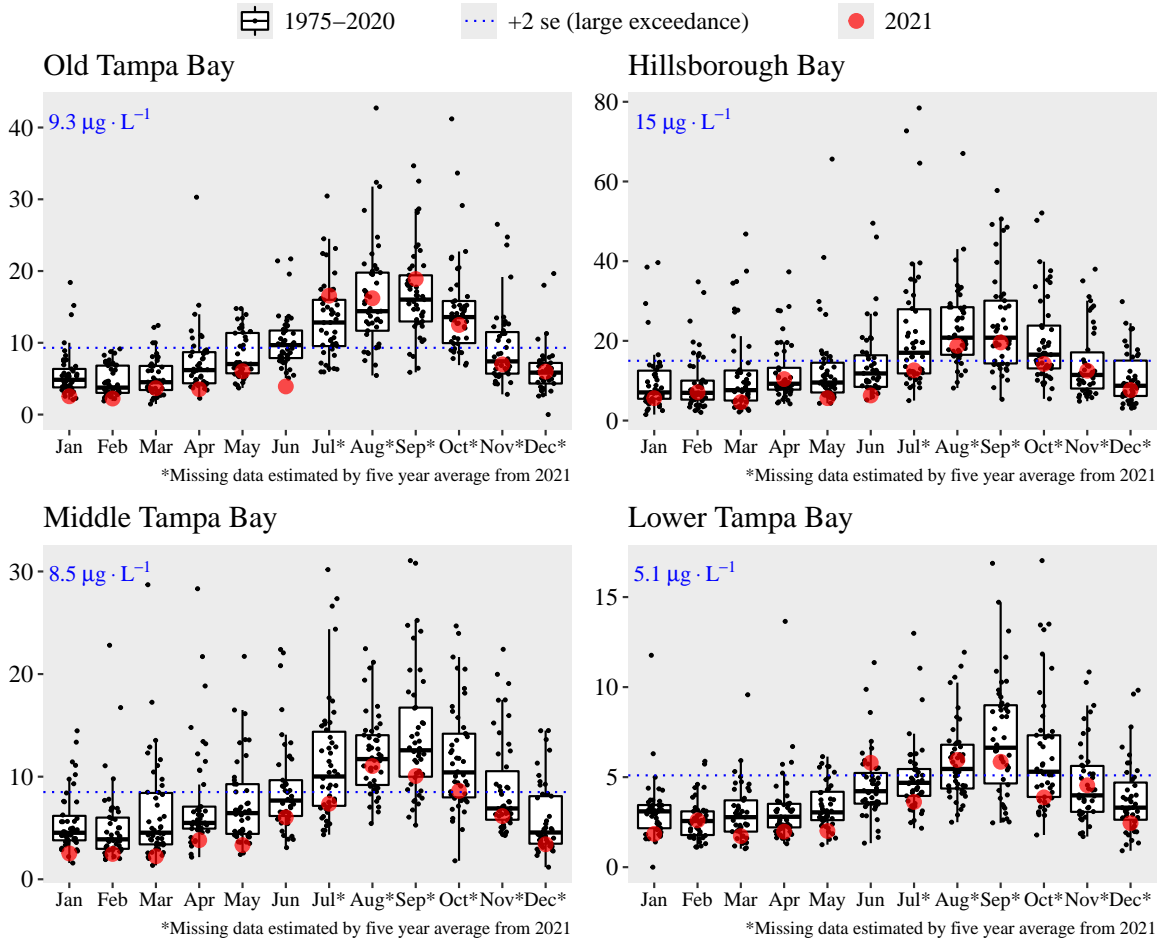 1975−2020 +2 se (large exceedance) 2021
Old Tampa Bay
9.3 μg · L⁻¹
40
30
20
10
0
Jan Feb Mar Apr May Jun Jul* Aug* Sep* Oct* Nov* Dec*
*Missing data estimated by five year average from 2021
Hillsborough Bay
15 μg · L⁻¹
80
60
40
20
0
Jan Feb Mar Apr May Jun Jul* Aug* Sep* Oct* Nov* Dec*
*Missing data estimated by five year average from 2021
Middle Tampa Bay
8.5 μg · L⁻¹
30
20
10
0
Jan Feb Mar Apr May Jun Jul* Aug* Sep* Oct* Nov* Dec*
*Missing data estimated by five year average from 2021
Lower Tampa Bay
5.1 μg · L⁻¹
15
10
5
0
Jan Feb Mar Apr May Jun Jul* Aug* Sep* Oct* Nov* Dec*
*Missing data estimated by five year average from 2021